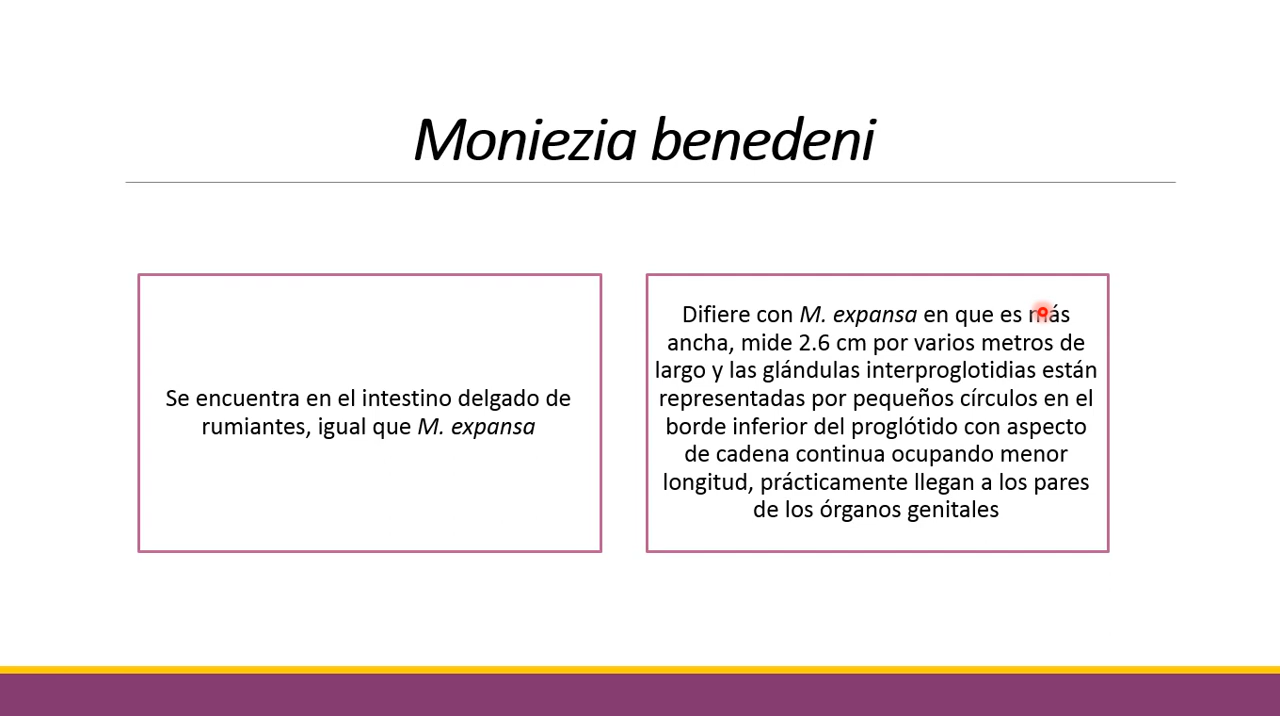 Moniezia benedeni
Se encuentra en el intestino delgado de
rumiantes, igual que M. expansa
Difiere con M. expansa en que es más
ancha, mide 2.6 cm por varios metros de
largo y las glándulas interproglotidias están
representadas por pequeños círculos en el
borde inferior del proglótido con aspecto
de cadena continua ocupando menor
longitud, prácticamente llegan a los pares
de los órganos genitales